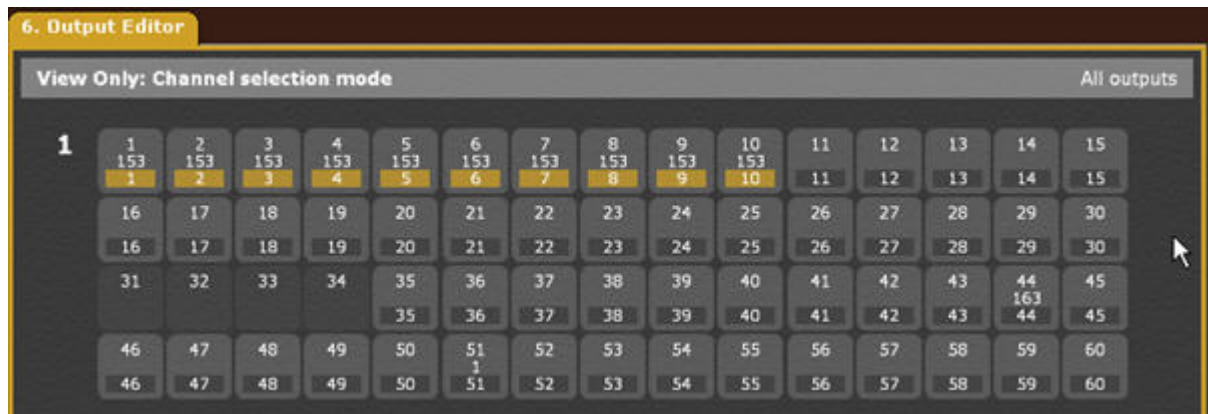 6. Output Editor
View Only: Channel selection mode All outputs
1 1 2 3 4 5 6 7 8 9 10 11 12 13 14 15
153 153 153 153 153 153 153 153 153 153
1 2 3 4 5 6 7 8 9 10 11 12 13 14 15
16 17 18 19 20 21 22 23 24 25 26 27 28 29 30
16 17 18 19 20 21 22 23 24 25 26 27 28 29 30
31 32 33 34 35 36 37 38 39 40 41 42 43 44 45
163
35 36 37 38 39 40 41 42 43 44 45
46 47 48 49 50 51 52 53 54 55 56 57 58 59 60
1
46 47 48 49 50 51 52 53 54 55 56 57 58 59 60